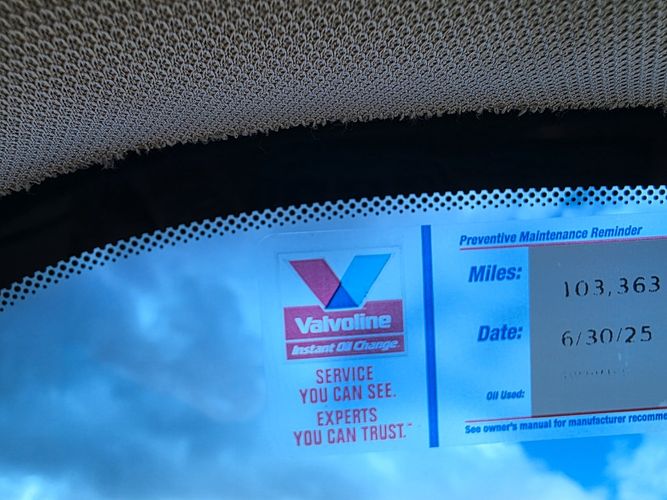 Valvoline
Instant Oil Change
SERVICE
YOU CAN SEE.
EXPERTS
YOU CAN TRUST.™
Preventive Maintenance Reminder
Miles: 103,363
Date: 6/30/25
Oil Used:
See owner's manual for manufacturer